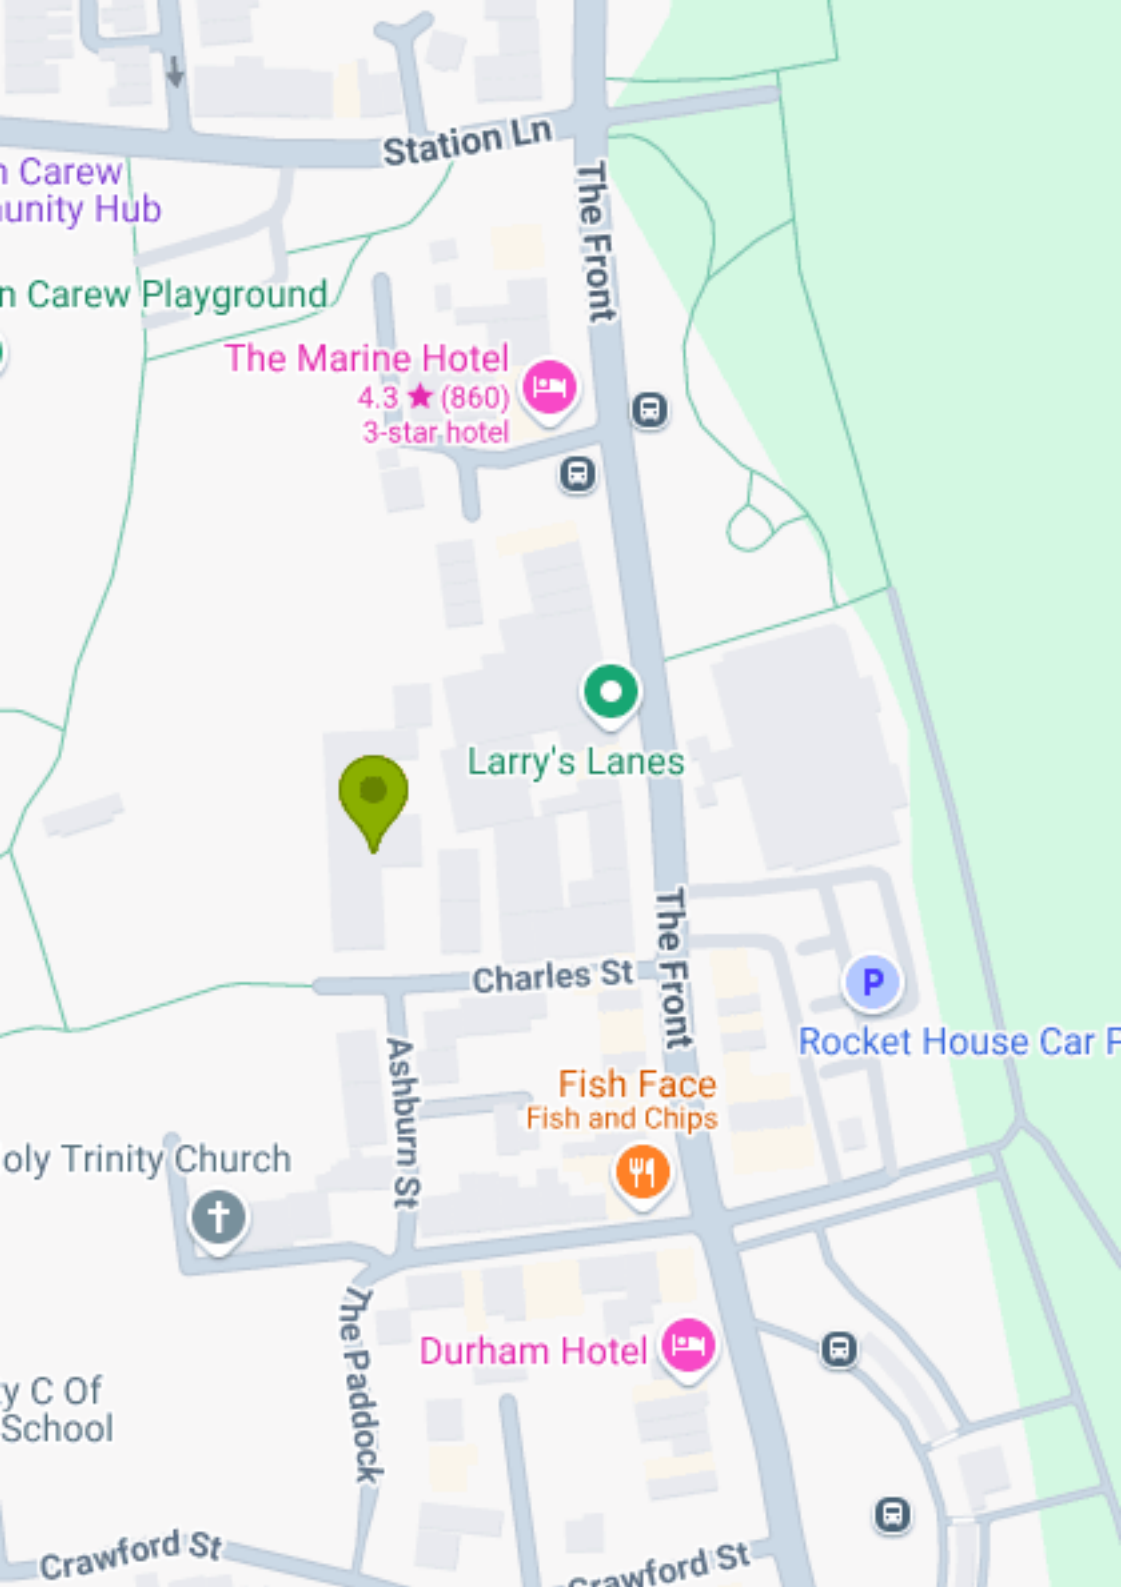 Station Ln
n Carew
unity Hub
The Front
n Carew Playground
The Marine Hotel
4.3 ★ (860)
3-star hotel
Larry's Lanes
The Front
Charles St
P
Rocket House Car P
Ashburn St
Fish Face
Fish and Chips
oly Trinity Church
The Paddock
Durham Hotel
y C Of
School
Crawford St
Crawford St